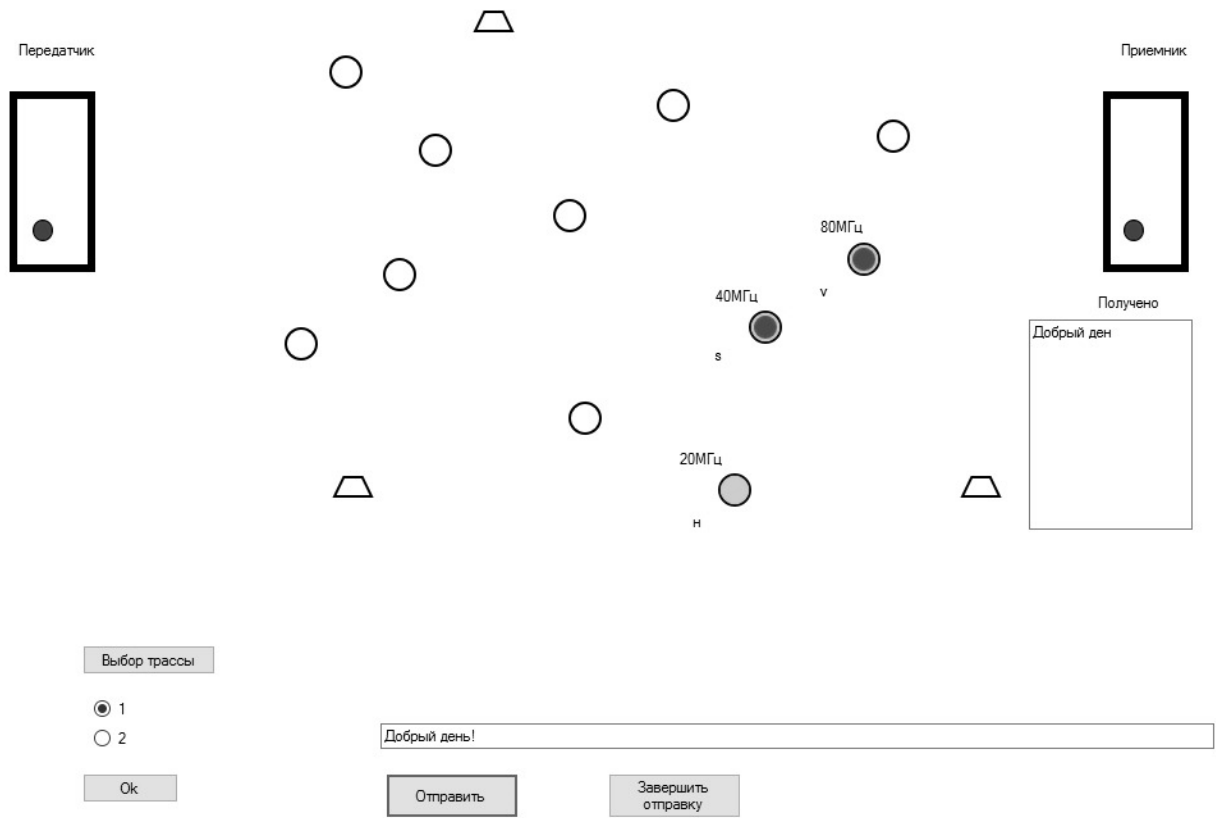 Передатчик
Приемник
80МГц
v
40МГц
s
Получено
Добрый ден
20МГц
н
Выбор трассы
1
2
Добрый день!
Ok
Отправить
Завершить
отправку